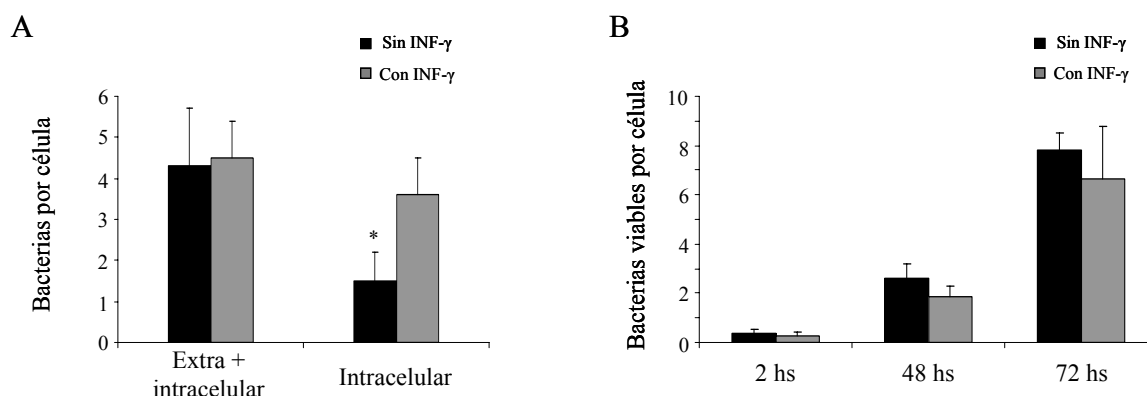 A
Sin INF-γ
Con INF-γ
Bacterias por célula
6
5
4
3
2
1
0
*
Extra +
intracelular
Intracelular
B
Sin INF-γ
Con INF-γ
Bacterias viables por célula
10
8
6
4
2
0
2 hs
48 hs
72 hs